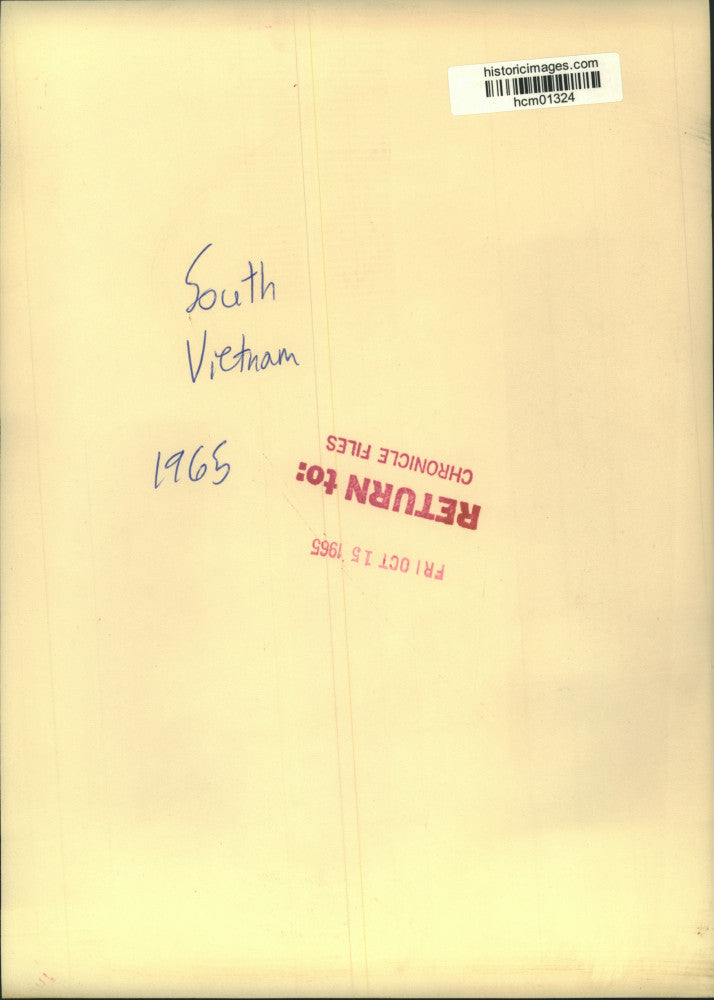 historicimages.com
hcm01324
South
Vietnam
1965
FRI OCT 15 1965
RETURN to:
CHRONICLE FILES